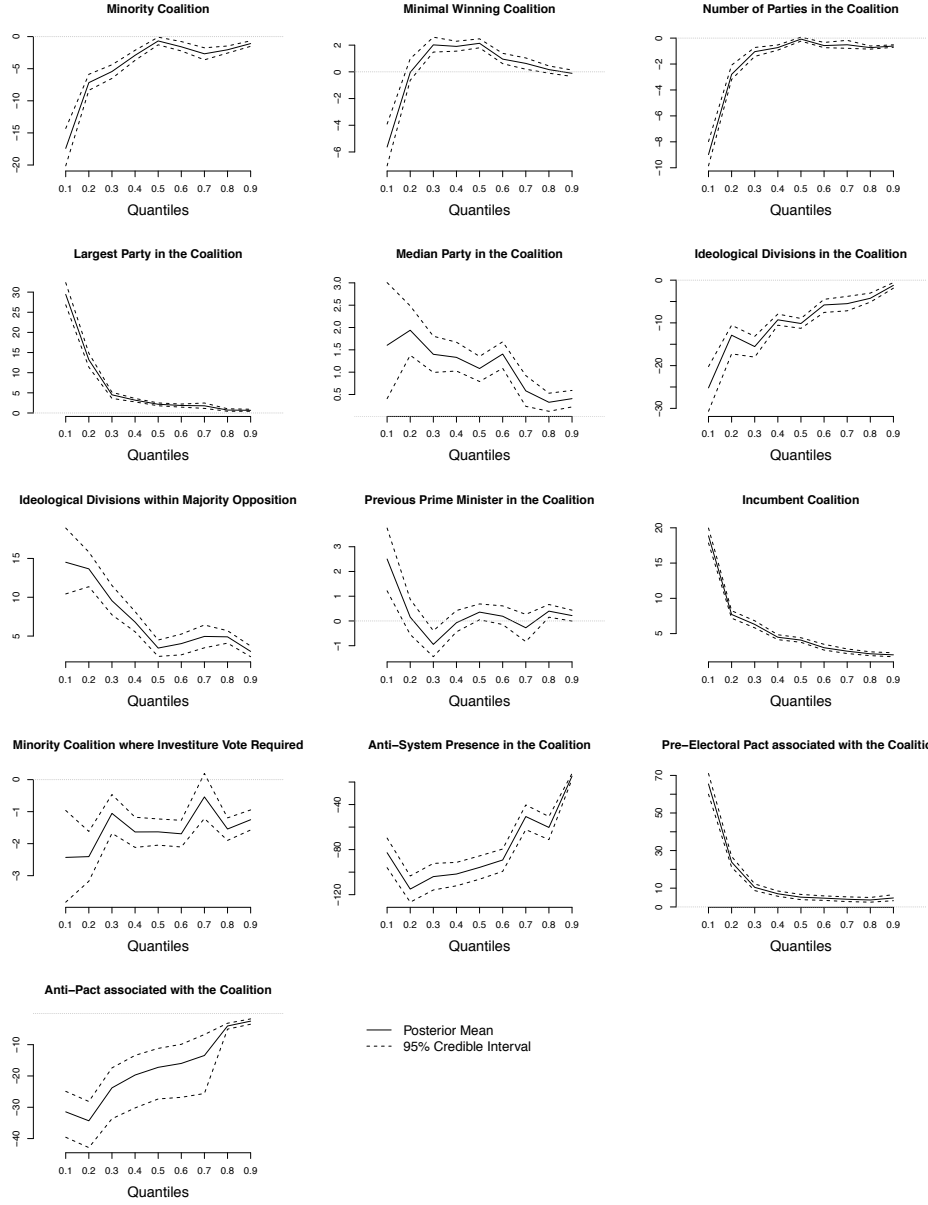 Minority Coalition
0
−5
−10
−15
−20
0.1 0.2 0.3 0.4 0.5 0.6 0.7 0.8 0.9
Quantiles
Minimal Winning Coalition
2
0
−2
−4
−6
0.1 0.2 0.3 0.4 0.5 0.6 0.7 0.8 0.9
Quantiles
Number of Parties in the Coalition
0
−2
−4
−6
−8
−10
0.1 0.2 0.3 0.4 0.5 0.6 0.7 0.8 0.9
Quantiles
Largest Party in the Coalition
30
25
20
15
10
5
0
0.1 0.2 0.3 0.4 0.5 0.6 0.7 0.8 0.9
Quantiles
Median Party in the Coalition
3.0
2.5
2.0
1.5
1.0
0.5
0.1 0.2 0.3 0.4 0.5 0.6 0.7 0.8 0.9
Quantiles
Ideological Divisions in the Coalition
0
−10
−20
−30
0.1 0.2 0.3 0.4 0.5 0.6 0.7 0.8 0.9
Quantiles
Ideological Divisions within Majority Opposition
15
10
5
0.1 0.2 0.3 0.4 0.5 0.6 0.7 0.8 0.9
Quantiles
Previous Prime Minister in the Coalition
3
2
1
0
−1
0.1 0.2 0.3 0.4 0.5 0.6 0.7 0.8 0.9
Quantiles
Incumbent Coalition
20
15
10
5
0.1 0.2 0.3 0.4 0.5 0.6 0.7 0.8 0.9
Quantiles
Minority Coalition where Investiture Vote Required
0
−1
−2
−3
0.1 0.2 0.3 0.4 0.5 0.6 0.7 0.8 0.9
Quantiles
Anti−System Presence in the Coalition
−40
−80
−120
0.1 0.2 0.3 0.4 0.5 0.6 0.7 0.8 0.9
Quantiles
Pre−Electoral Pact associated with the Coalitio
70
50
30
10
0
0.1 0.2 0.3 0.4 0.5 0.6 0.7 0.8 0.9
Quantiles
Anti−Pact associated with the Coalition
−10
−20
−30
−40
0.1 0.2 0.3 0.4 0.5 0.6 0.7 0.8 0.9
Quantiles
Posterior Mean
95% Credible Interval